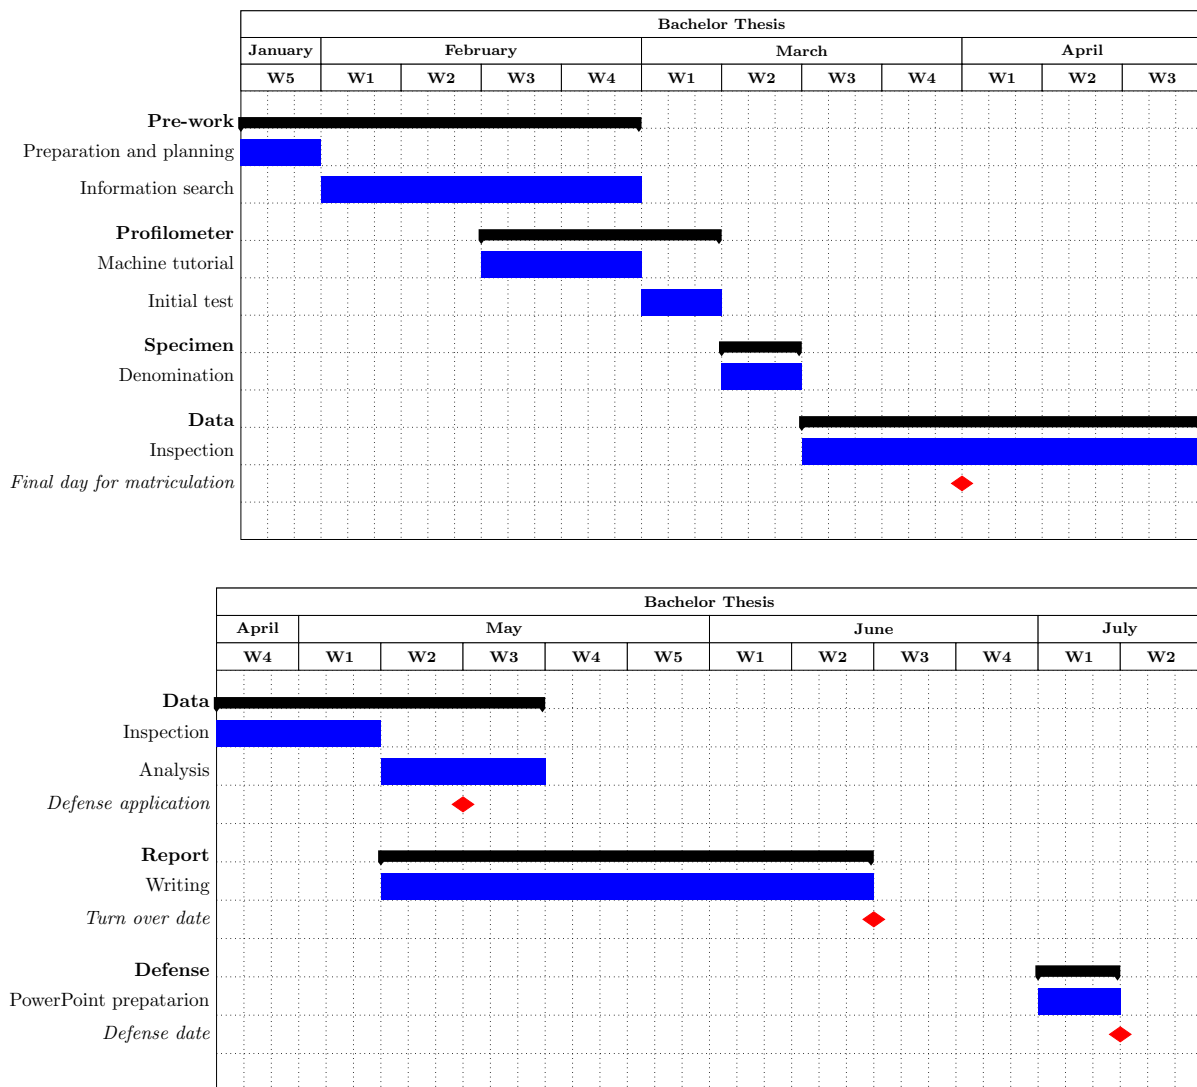 Bachelor Thesis
January February March April
W5 W1 W2 W3 W4 W1 W2 W3 W4 W1 W2 W3
Pre-work
Preparation and planning
Information search
Profilometer
Machine tutorial
Initial test
Specimen
Denomination
Data
Inspection
Final day for matriculation
Bachelor Thesis
April May June July
W4 W1 W2 W3 W4 W5 W1 W2 W3 W4 W1 W2
Data
Inspection
Analysis
Defense application
Report
Writing
Turn over date
Defense
PowerPoint prepatarion
Defense date